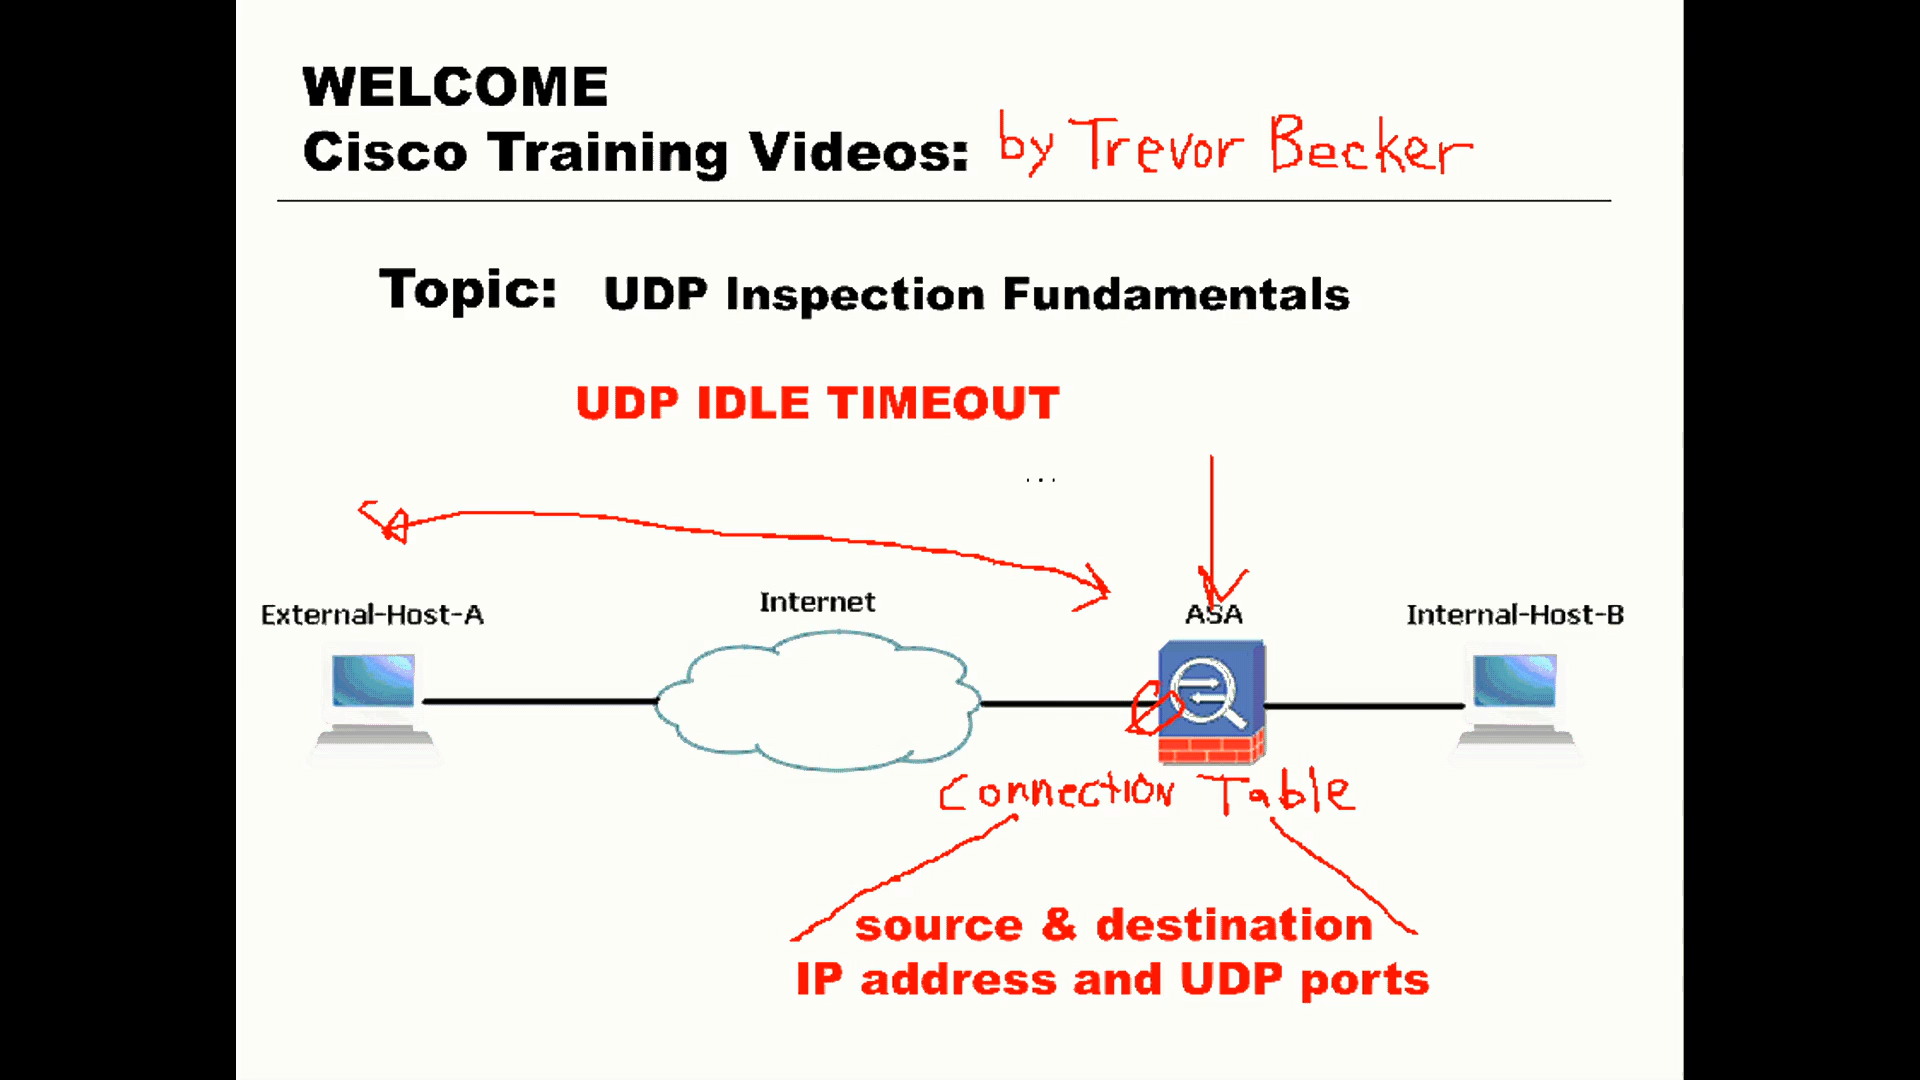 WELCOME
Cisco Training Videos: by Trevor Becker
Topic: UDP Inspection Fundamentals
UDP IDLE TIMEOUT
...
External-Host-A
Internet
ASA
Internal-Host-B
Connection Table
source & destination
IP address and UDP ports